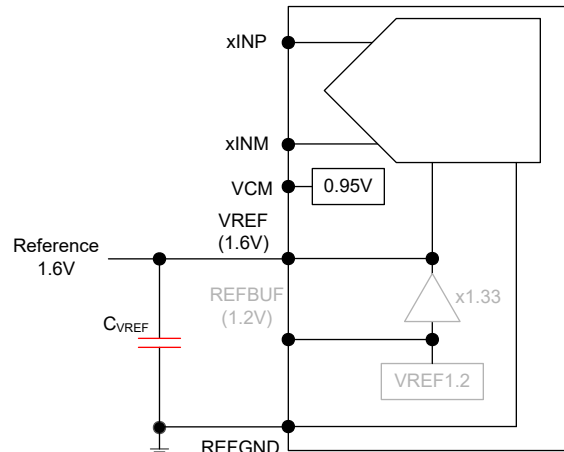 xINP
xINM
VCM
0.95V
VREF
(1.6V)
Reference
1.6V
REFBUF
(1.2V)
x1.33
CVREF
VREF1.2
REFGND